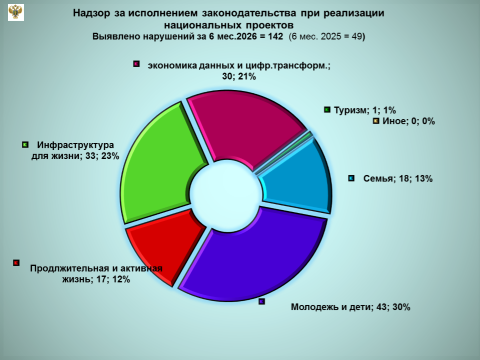 Надзор за исполнением законодательства при реализации
национальных проектов
Выявлено нарушений за 6 мес.2026 = 142 (6 мес. 2025 = 49)
экономика данных и цифр.трансформ.;
30; 21%
Туризм; 1; 1%
Иное; 0; 0%
Инфраструктура
для жизни; 33; 23%
Семья; 18; 13%
Продлжительная и активная
жизнь; 17; 12%
Молодежь и дети; 43; 30%